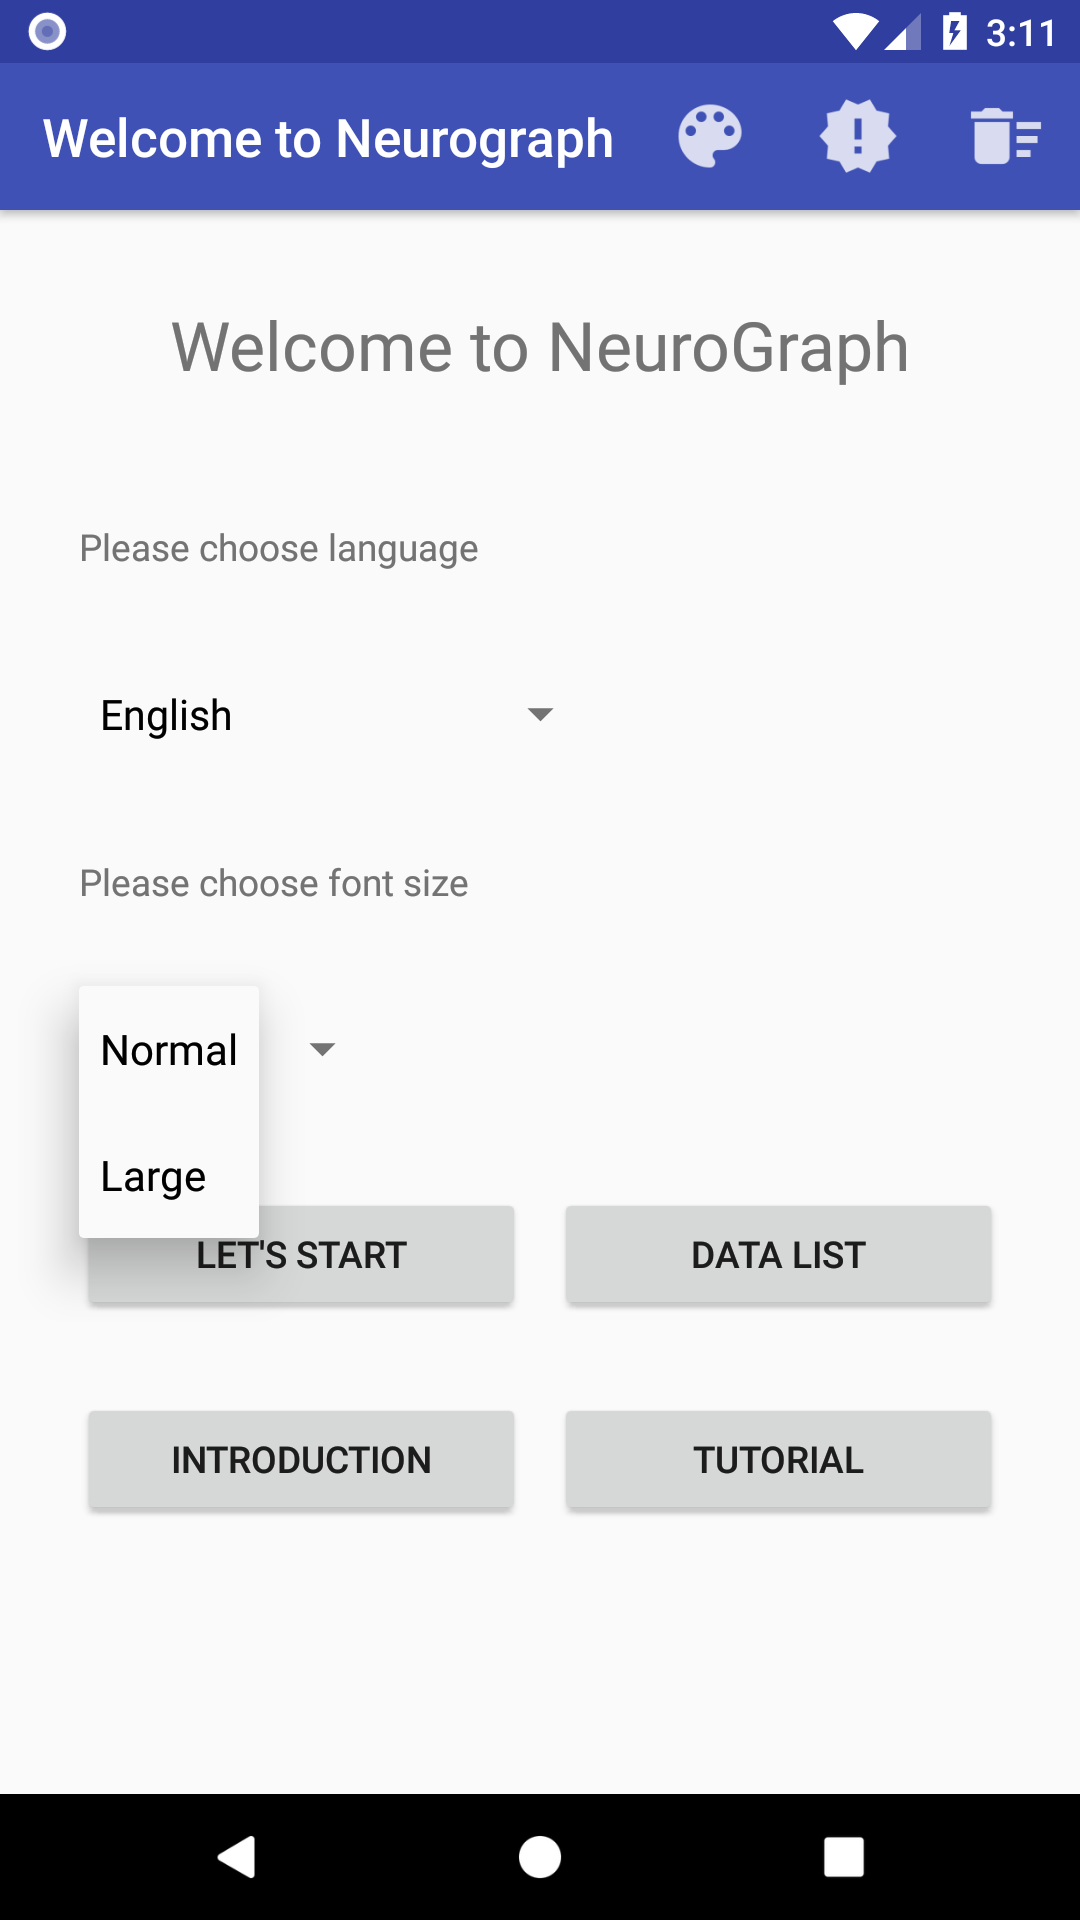 3:11
Welcome to Neurograph
Welcome to NeuroGraph
Please choose language
English
Please choose font size
Normal
Large
LET'S START
DATA LIST
INTRODUCTION
TUTORIAL